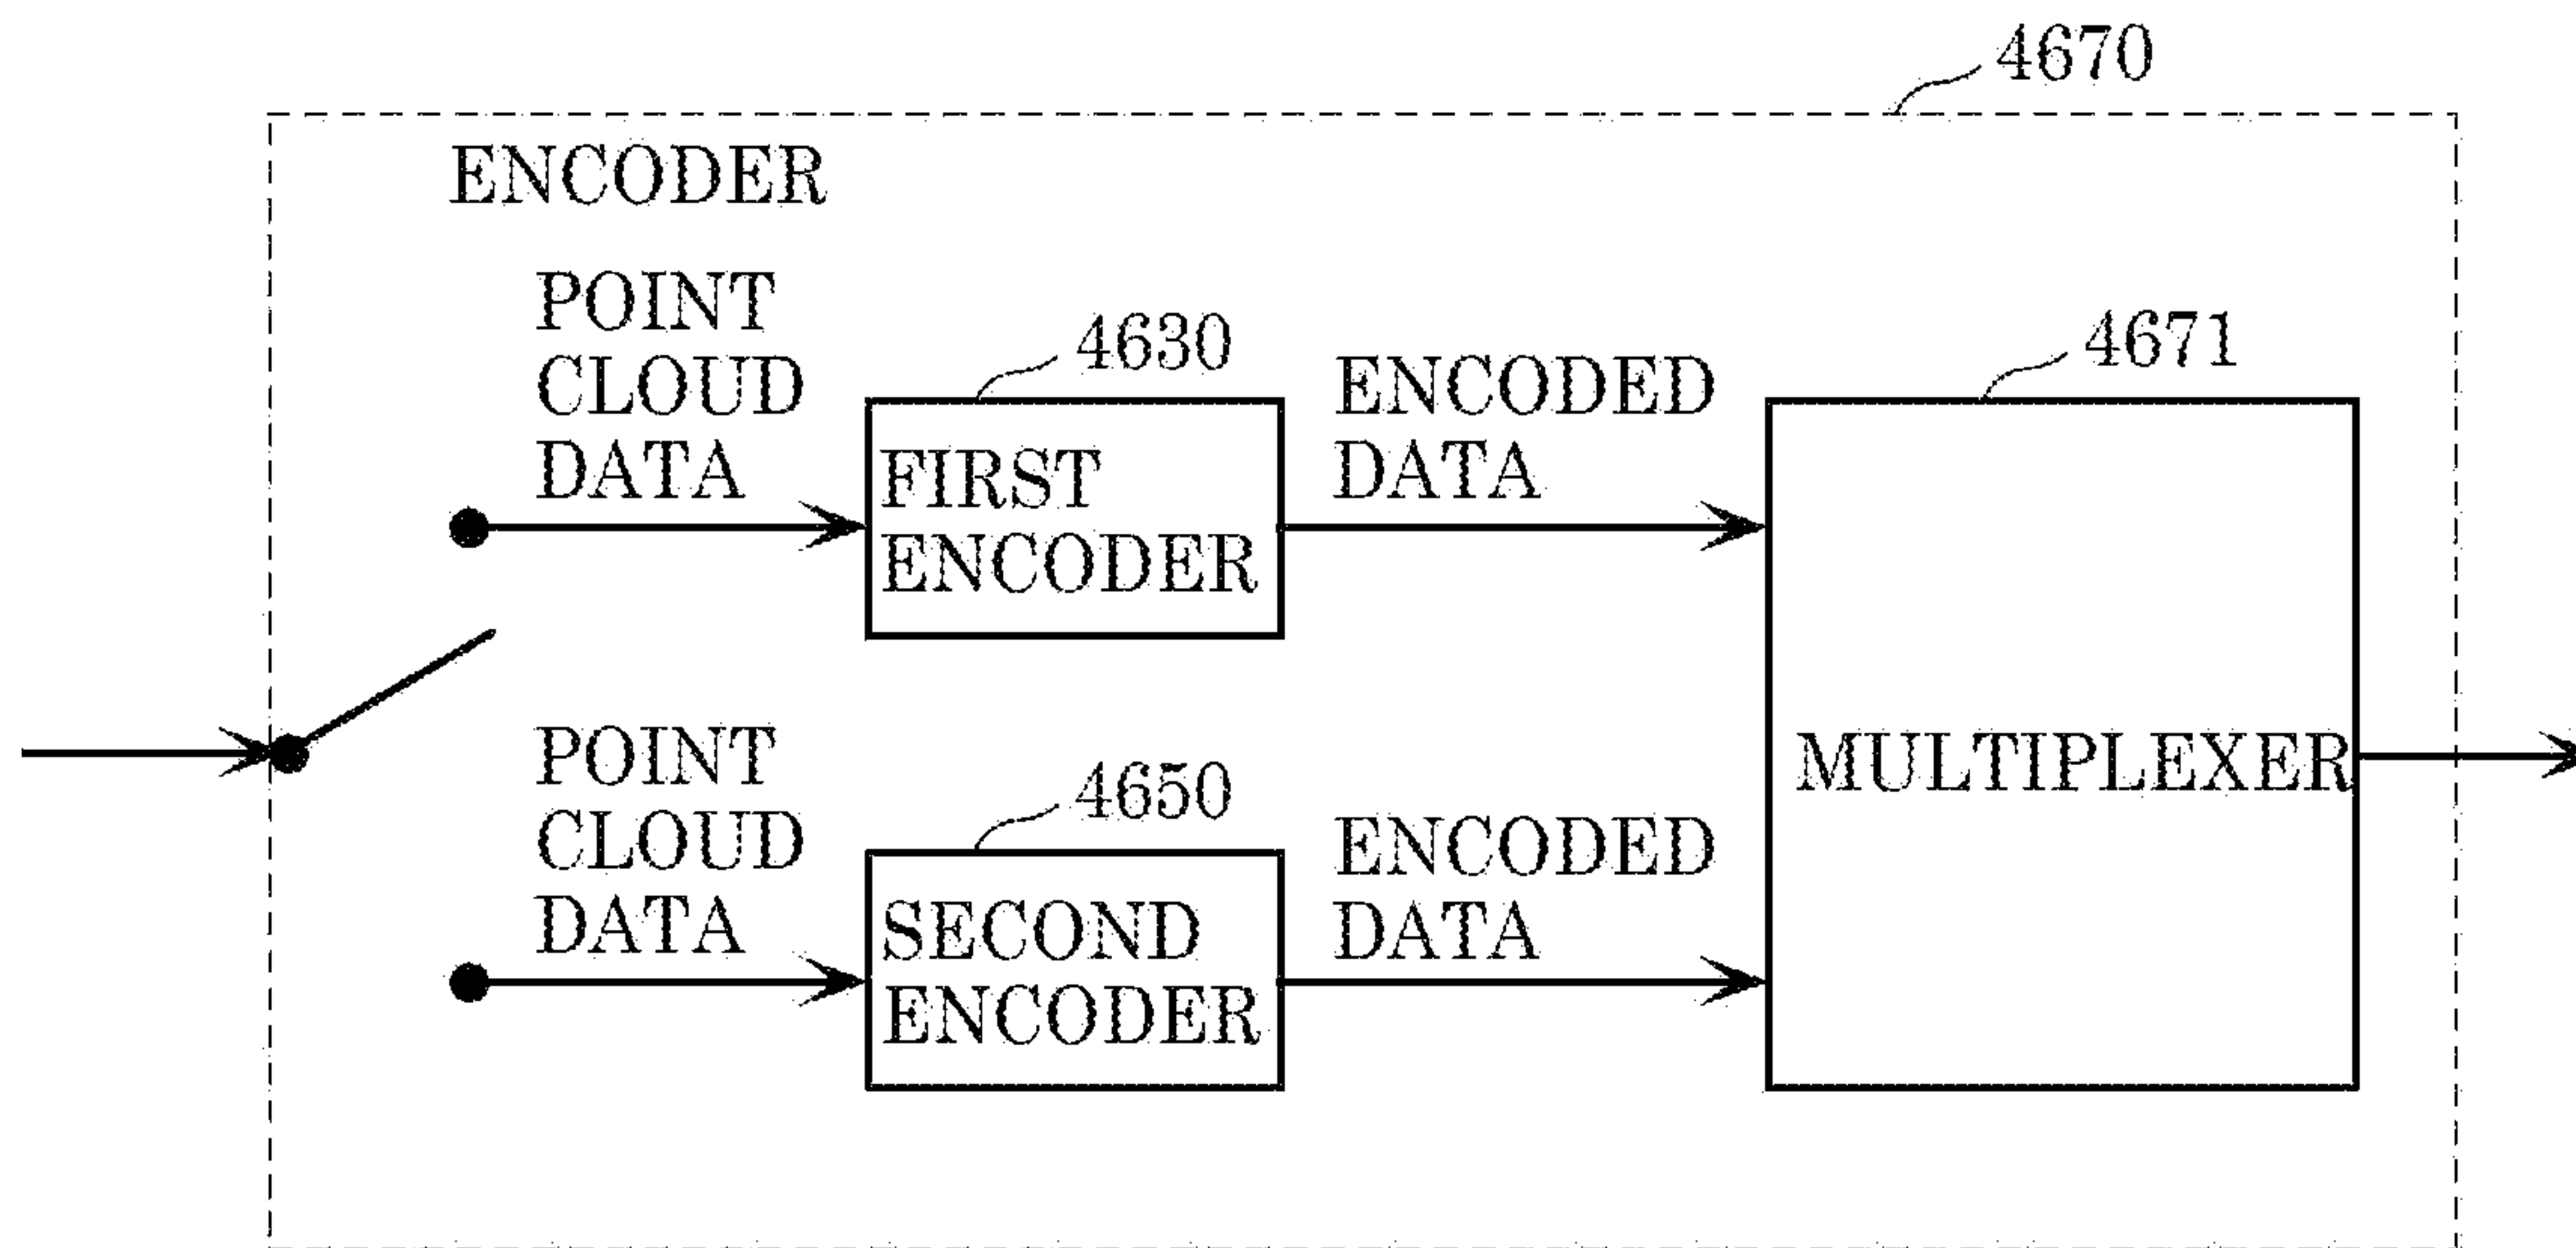 4670
ENCODER
POINT
CLOUD
DATA
4630
FIRST
ENCODER
ENCODED
DATA
4671
MULTIPLEXER
POINT
CLOUD
DATA
4650
SECOND
ENCODER
ENCODED
DATA